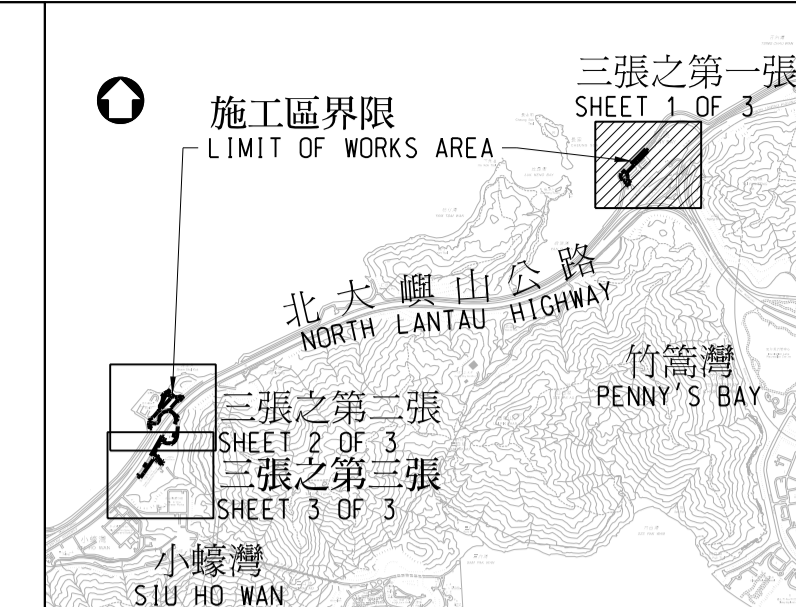 三張之第一張
SHEET 1 OF 3
施工區界限
LIMIT OF WORKS AREA
北大嶼山公路
NORTH LANTAU HIGHWAY
竹篙灣
PENNY'S BAY
三張之第二張
SHEET 2 OF 3
三張之第三張
SHEET 3 OF 3
小蠔灣
SIU HO WAN